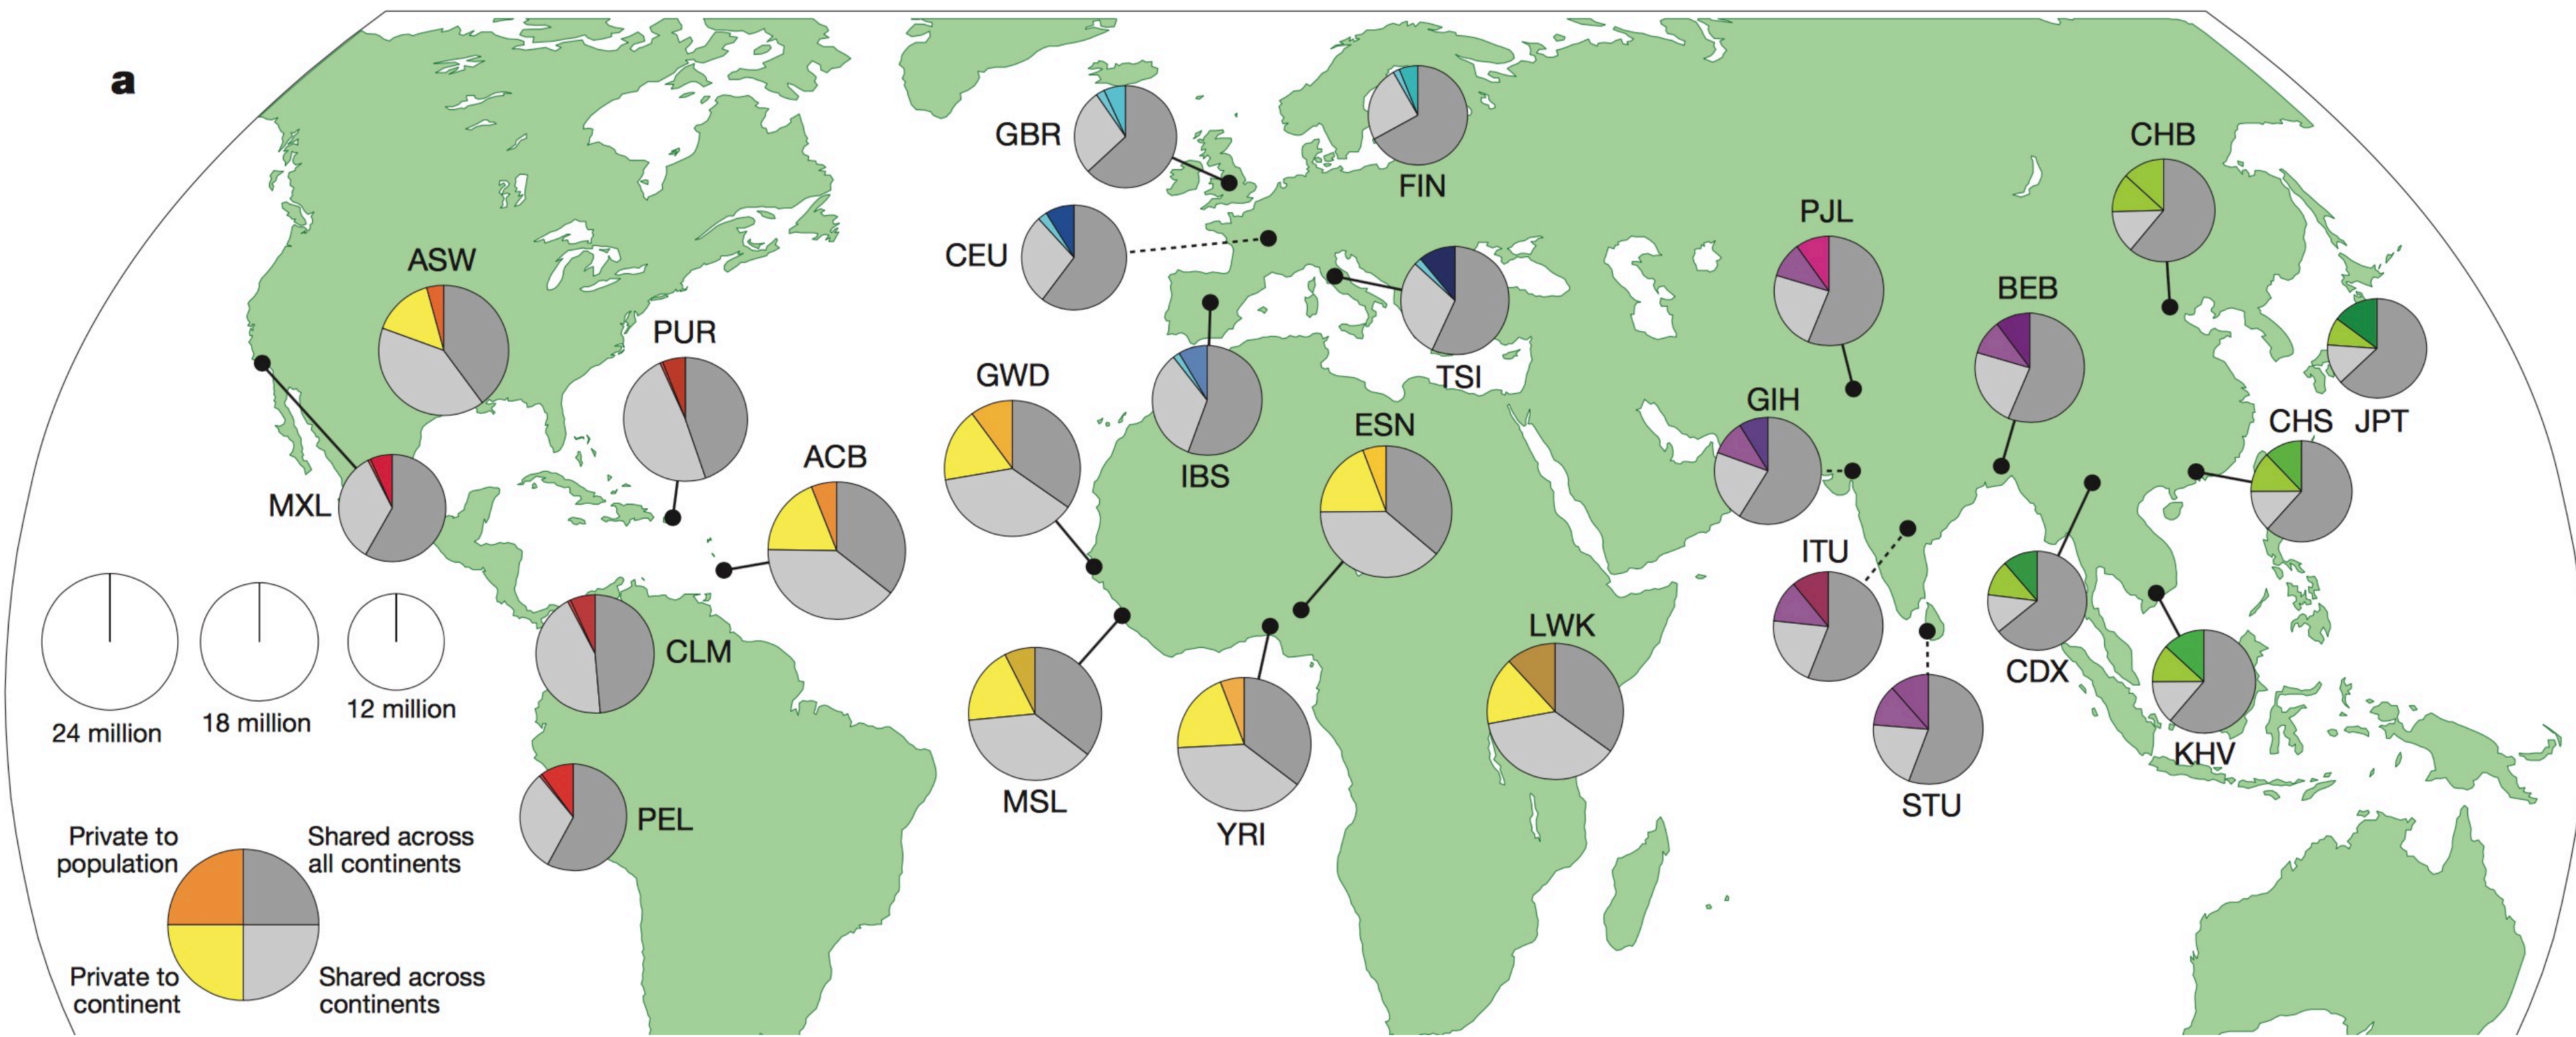 a
GBR
FIN
CHB
CEU
PJL
ASW
BEB
PUR
TSI
GWD
GIH
CHS
JPT
ESN
ACB
IBS
MXL
ITU
LWK
CLM
CDX
24 million
18 million
12 million
KHV
MSL
STU
PEL
YRI
Private to
population
Shared across
all continents
Private to
continent
Shared across
continents